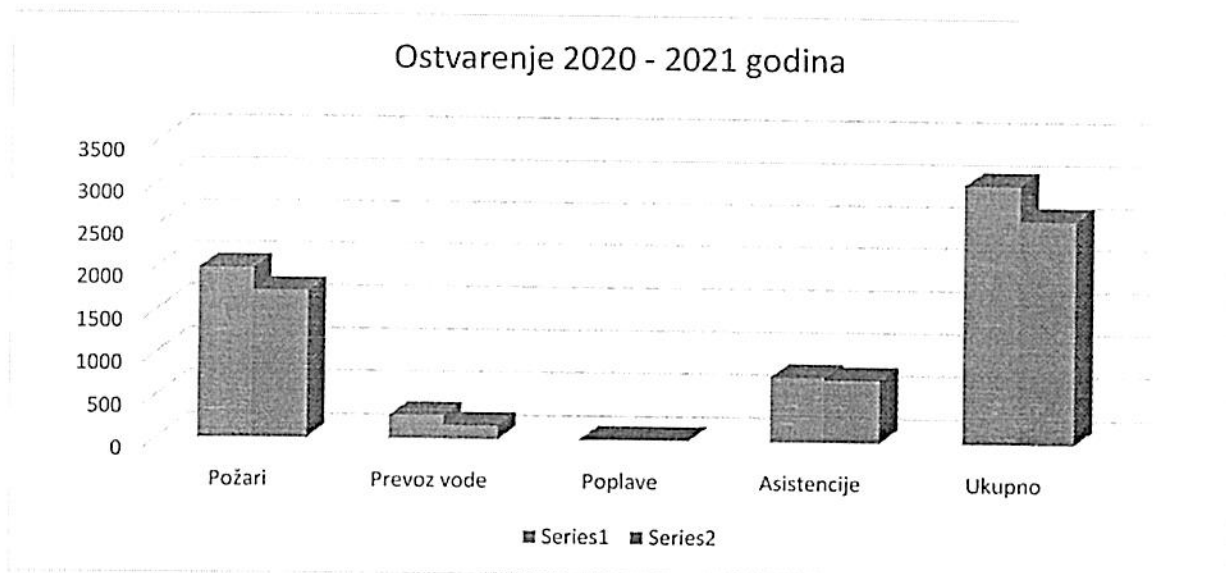 Ostvarenje 2020 - 2021 godina
3500
3000
2500
2000
1500
1000
500
0
Požari Prevoz vode Poplave Asistencije Ukupno
Series1 Series2